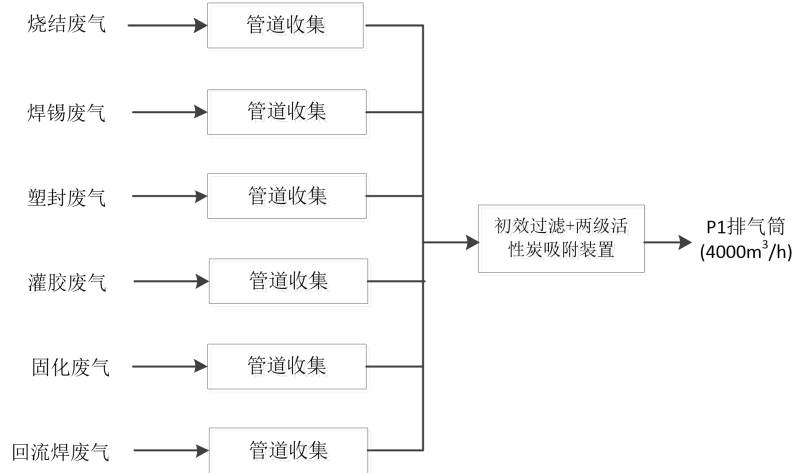 烧结废气
管道收集
焊锡废气
管道收集
塑封废气
管道收集
灌胶废气
管道收集
固化废气
管道收集
回流焊废气
管道收集
初效过滤+两级活
性炭吸附装置
P1排气筒
(4000m³/h)